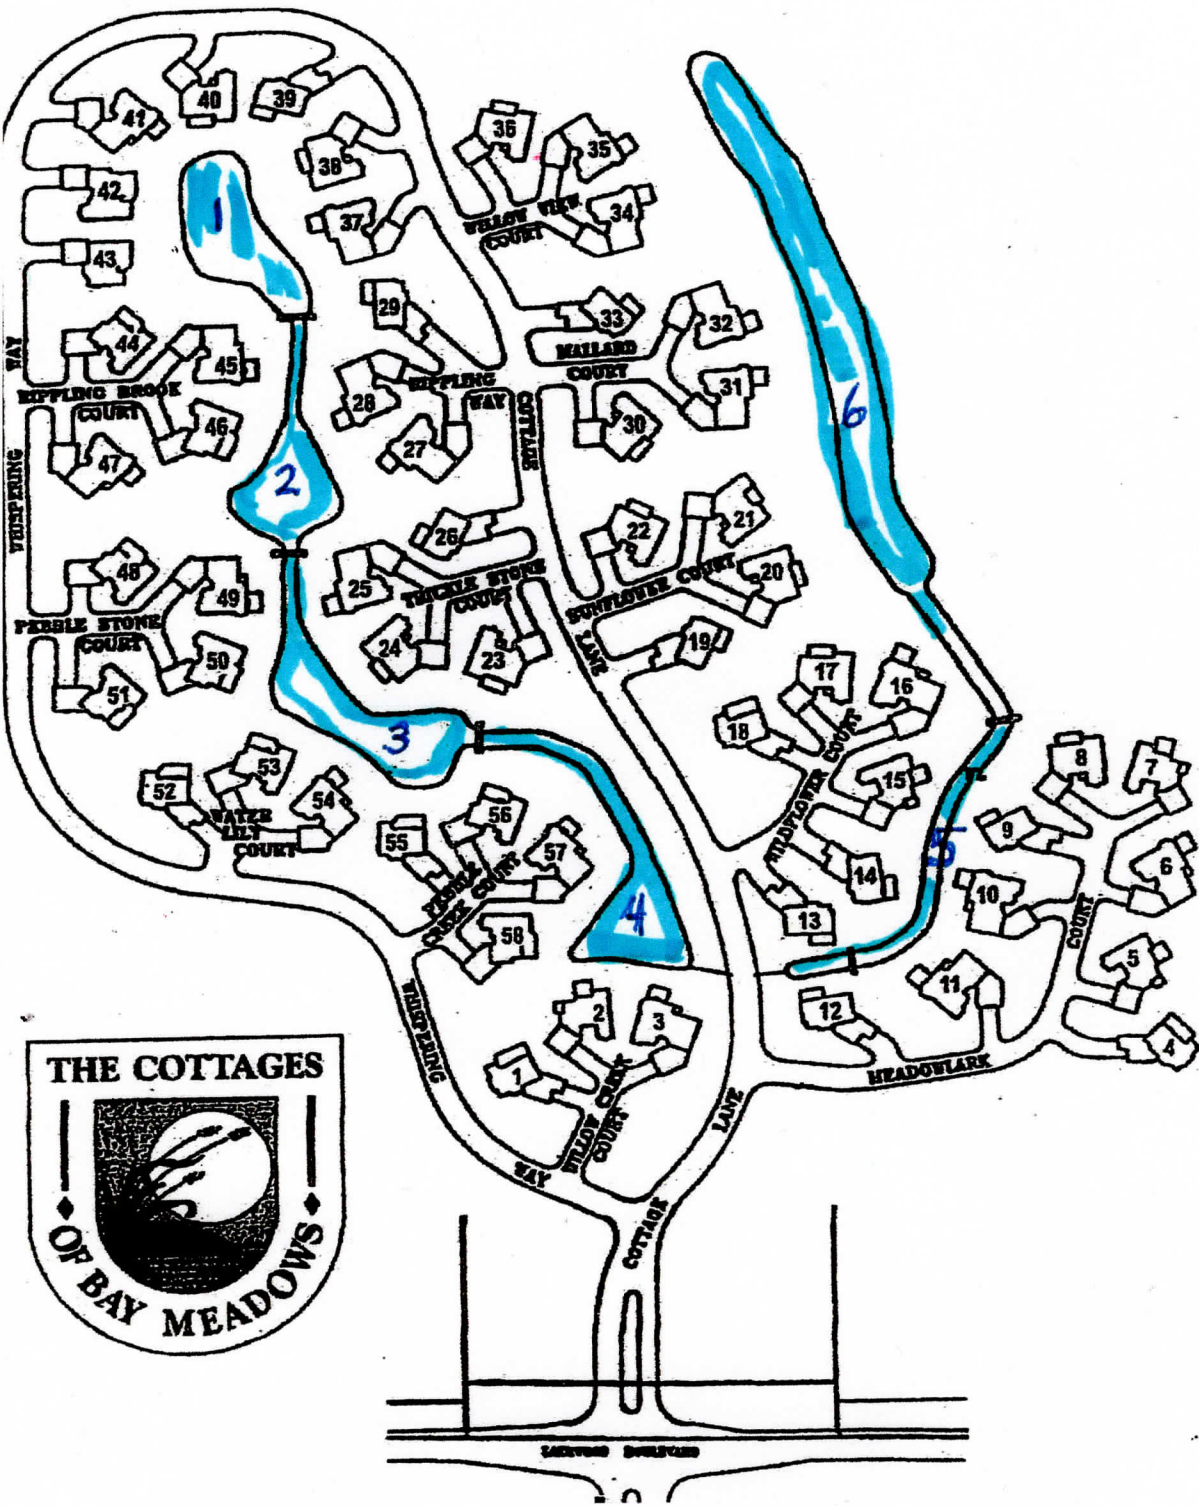 40
39
41
36
35
38
42
34
37
WILLOW VIEW
COURT
43
1
29
33
32
44
MALLARD
COURT
45
WAY
RIPPLING BROOK
COURT
RIPPLING
WAY
28
31
6
46
30
27
47
COTTAGE
2
WHISPERING
21
22
26
48
25
TRICKLE STONE
COURT
SUNFLOWER COURT
20
49
PEBBLE STONE
COURT
24
23
19
LANE
50
51
17
16
18
3
53
8
7
52
54
WATER
LILY
COURT
WILDFLOWER COURT
15
56
9
55
57
5
6
14
PEBBLE
CREEK COURT
10
13
4
58
COURT
5
11
WHISPERING
2
3
12
4
1
MEADOWLARK
WILLOW CREEK
COURT
LANE
WAY
COTTAGE
THE COTTAGES
OF BAY MEADOWS
LAKEWOOD BOULEVARD